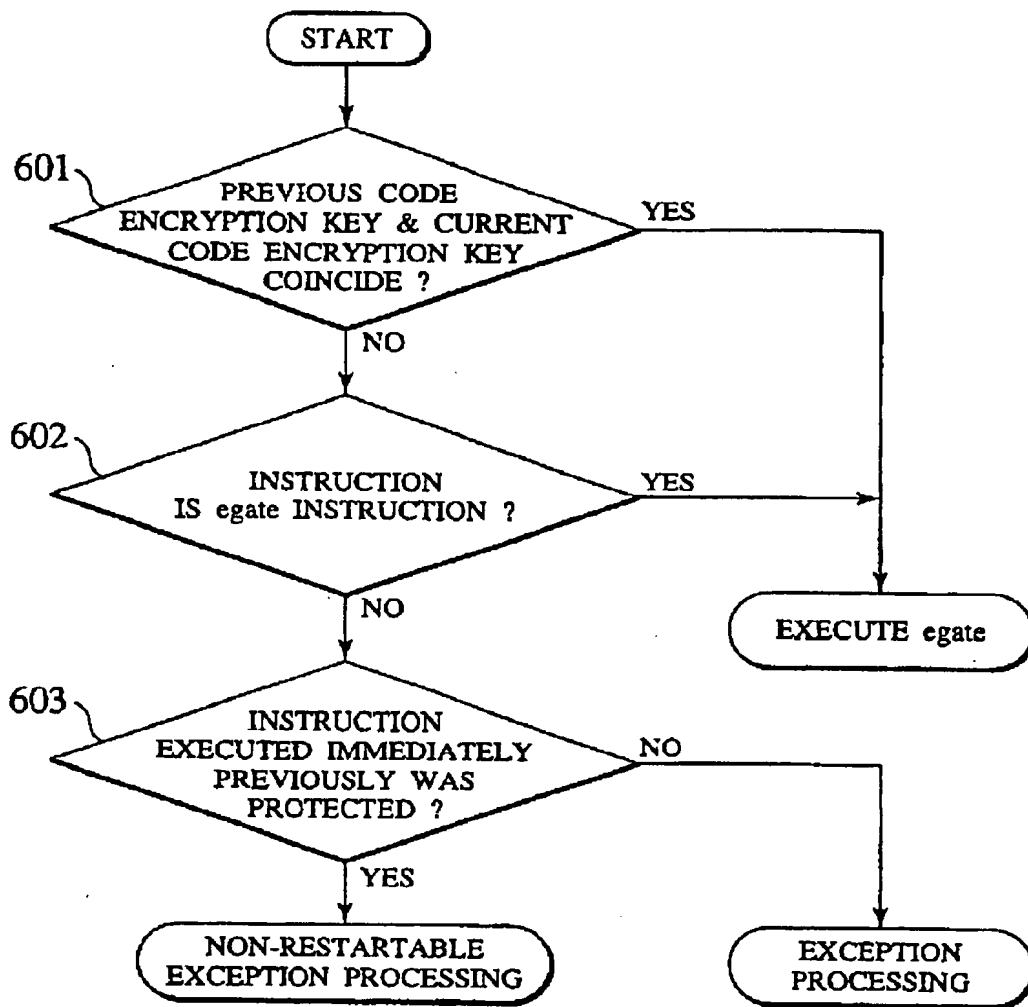 START
601
PREVIOUS CODE
ENCRYPTION KEY & CURRENT
CODE ENCRYPTION KEY
COINCIDE ?
YES
NO
602
INSTRUCTION
IS egate INSTRUCTION ?
YES
NO
EXECUTE egate
603
INSTRUCTION
EXECUTED IMMEDIATELY
PREVIOUSLY WAS
PROTECTED ?
NO
YES
NON-RESTARTABLE
EXCEPTION PROCESSING
EXCEPTION
PROCESSING